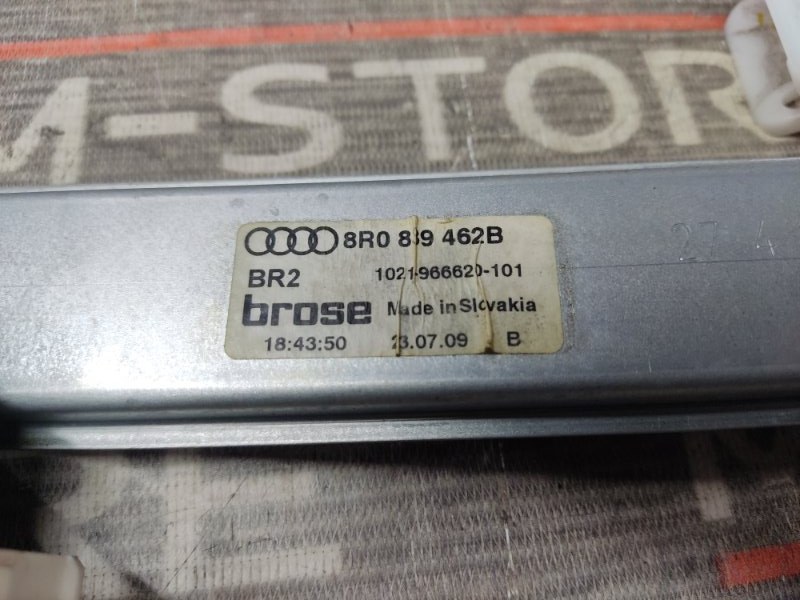 M-STOR
8R0 839 462B
BR2 1021-966620-101
brose Made in Slovakia
18:43:50 23.07.09 B